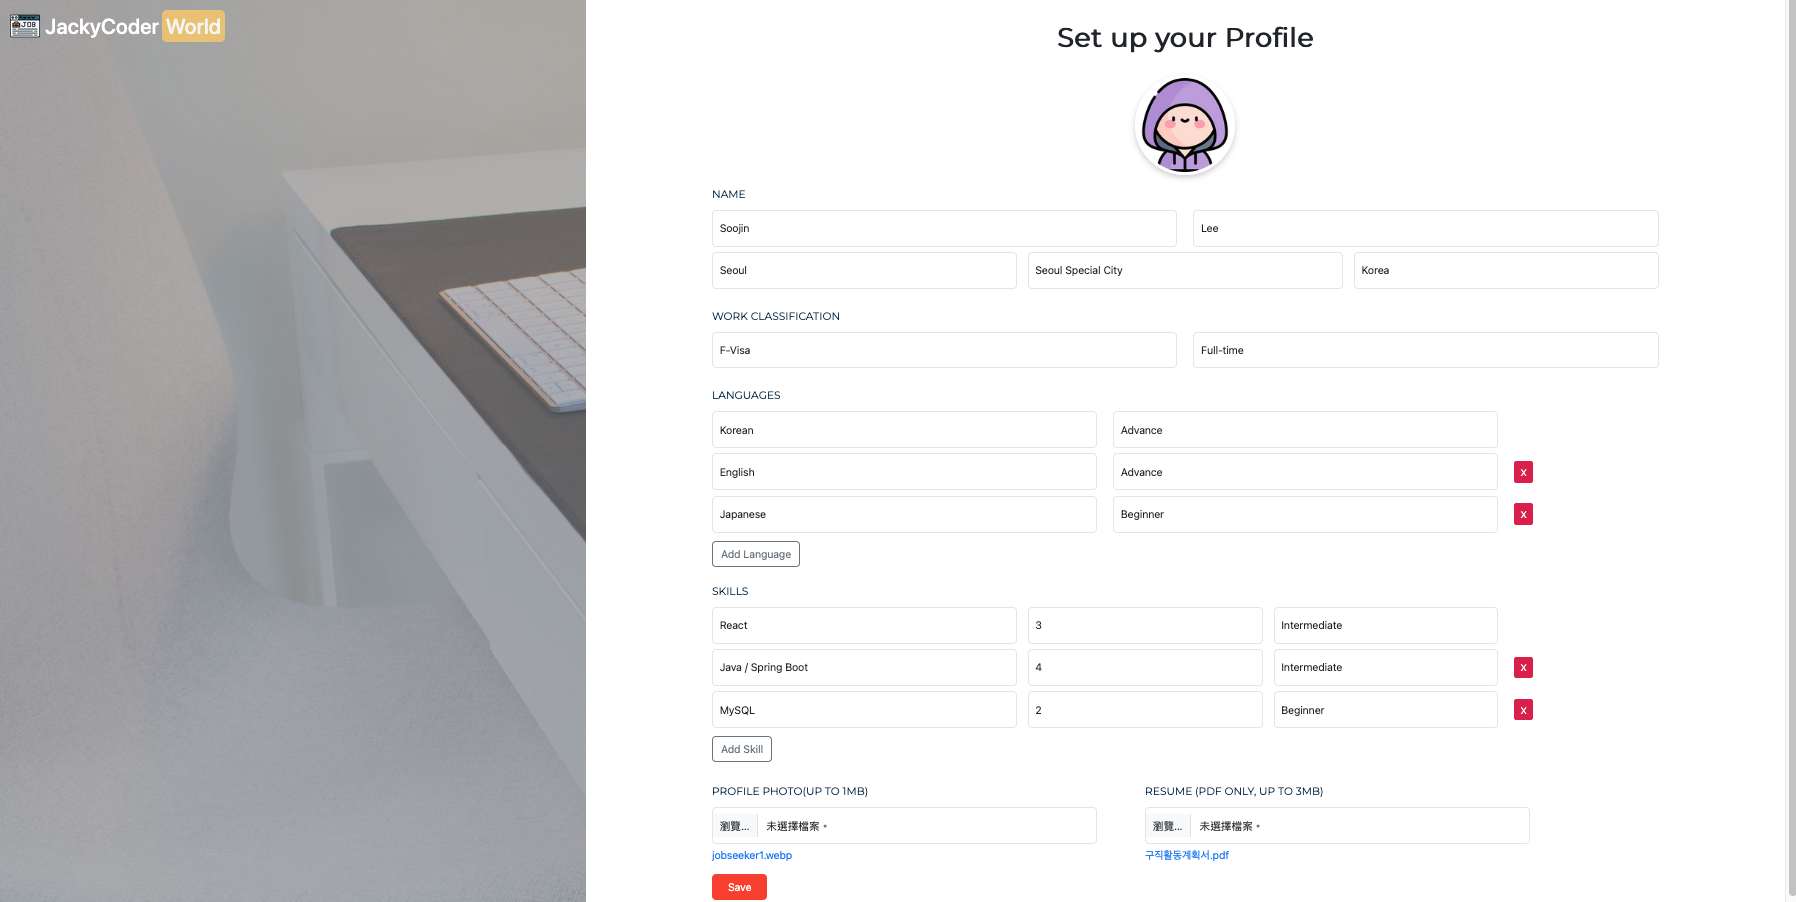 JOB
JackyCoder World
Set up your Profile
NAME
Soojin Lee
Seoul Seoul Special City Korea
WORK CLASSIFICATION
F-Visa Full-time
LANGUAGES
Korean Advance
English Advance x
Japanese Beginner x
Add Language
SKILLS
React 3 Intermediate
Java / Spring Boot 4 Intermediate x
MySQL 2 Beginner x
Add Skill
PROFILE PHOTO(UP TO 1MB) RESUME (PDF ONLY, UP TO 3MB)
瀏覽... 未選擇檔案。 瀏覽... 未選擇檔案。
jobseeker1.webp 구직활동계획서.pdf
Save